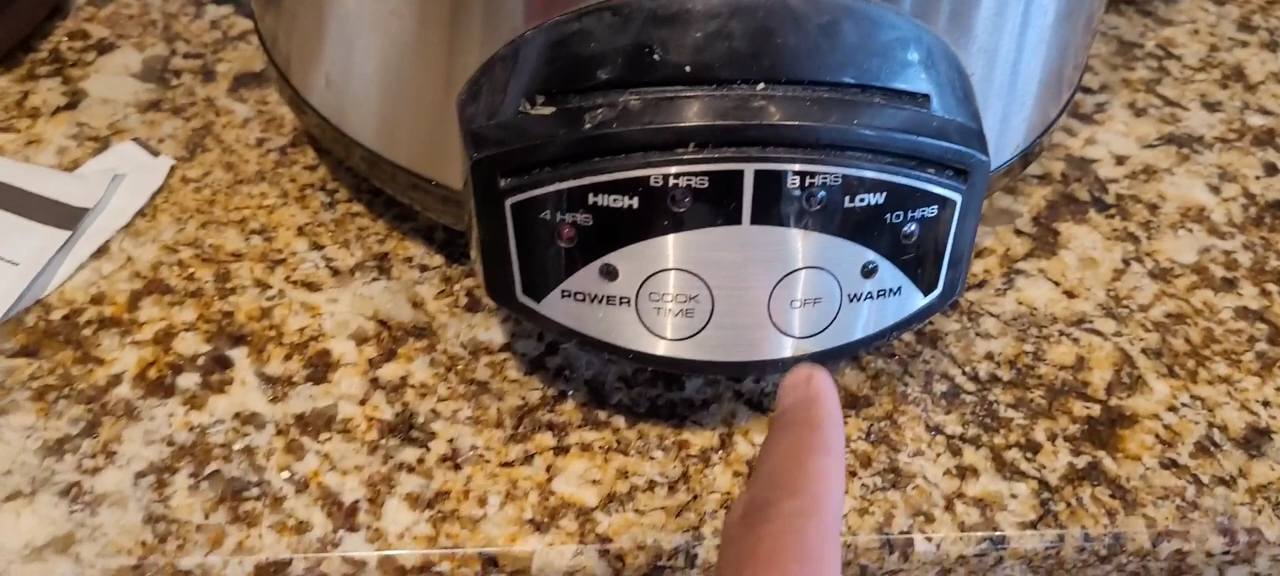 6 HRS
8 HRS
HIGH
LOW
4 HRS
10 HRS
POWER
COOK
TIME
OFF
WARM